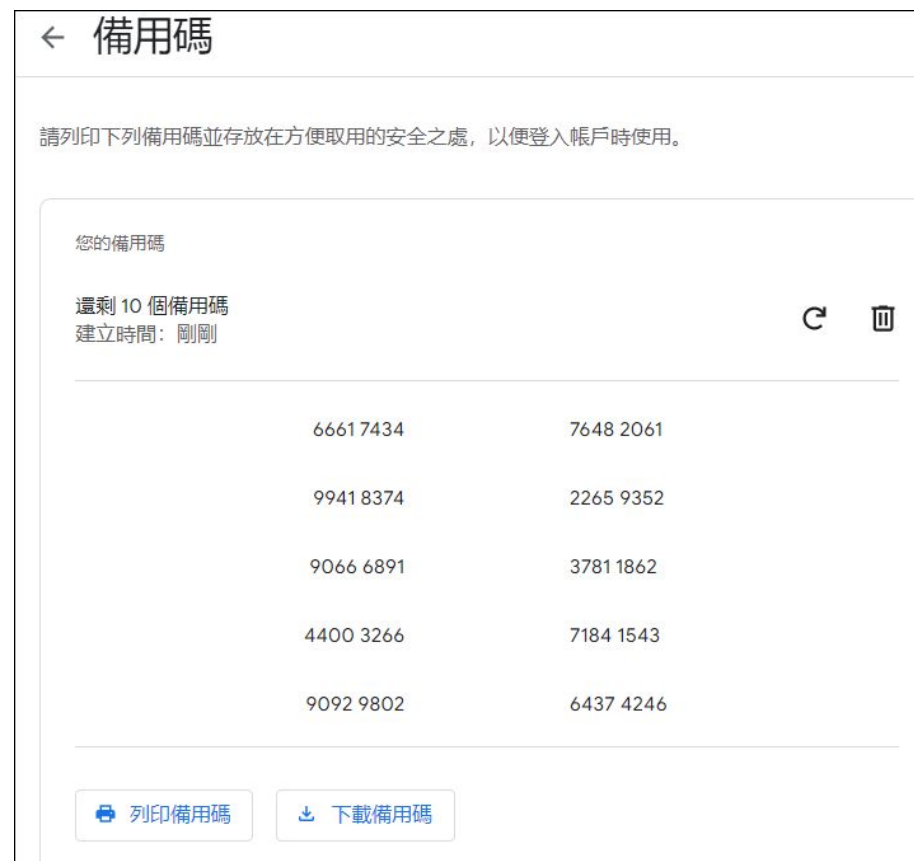 備用碼
請列印下列備用碼並存放在方便取用的安全之處，以便登入帳戶時使用。
您的備用碼
還剩 10 個備用碼
建立時間：剛剛
6661 7434 7648 2061
9941 8374 2265 9352
9066 6891 3781 1862
4400 3266 7184 1543
9092 9802 6437 4246
列印備用碼 下載備用碼